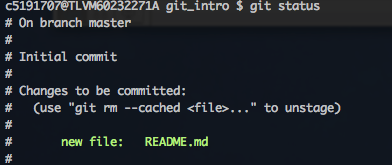 c5191707@TLVM60232271A git_intro $ git status
# On branch master
#
# Initial commit
#
# Changes to be committed:
#   (use "git rm --cached <file>..." to unstage)
#
#       new file:   README.md
#